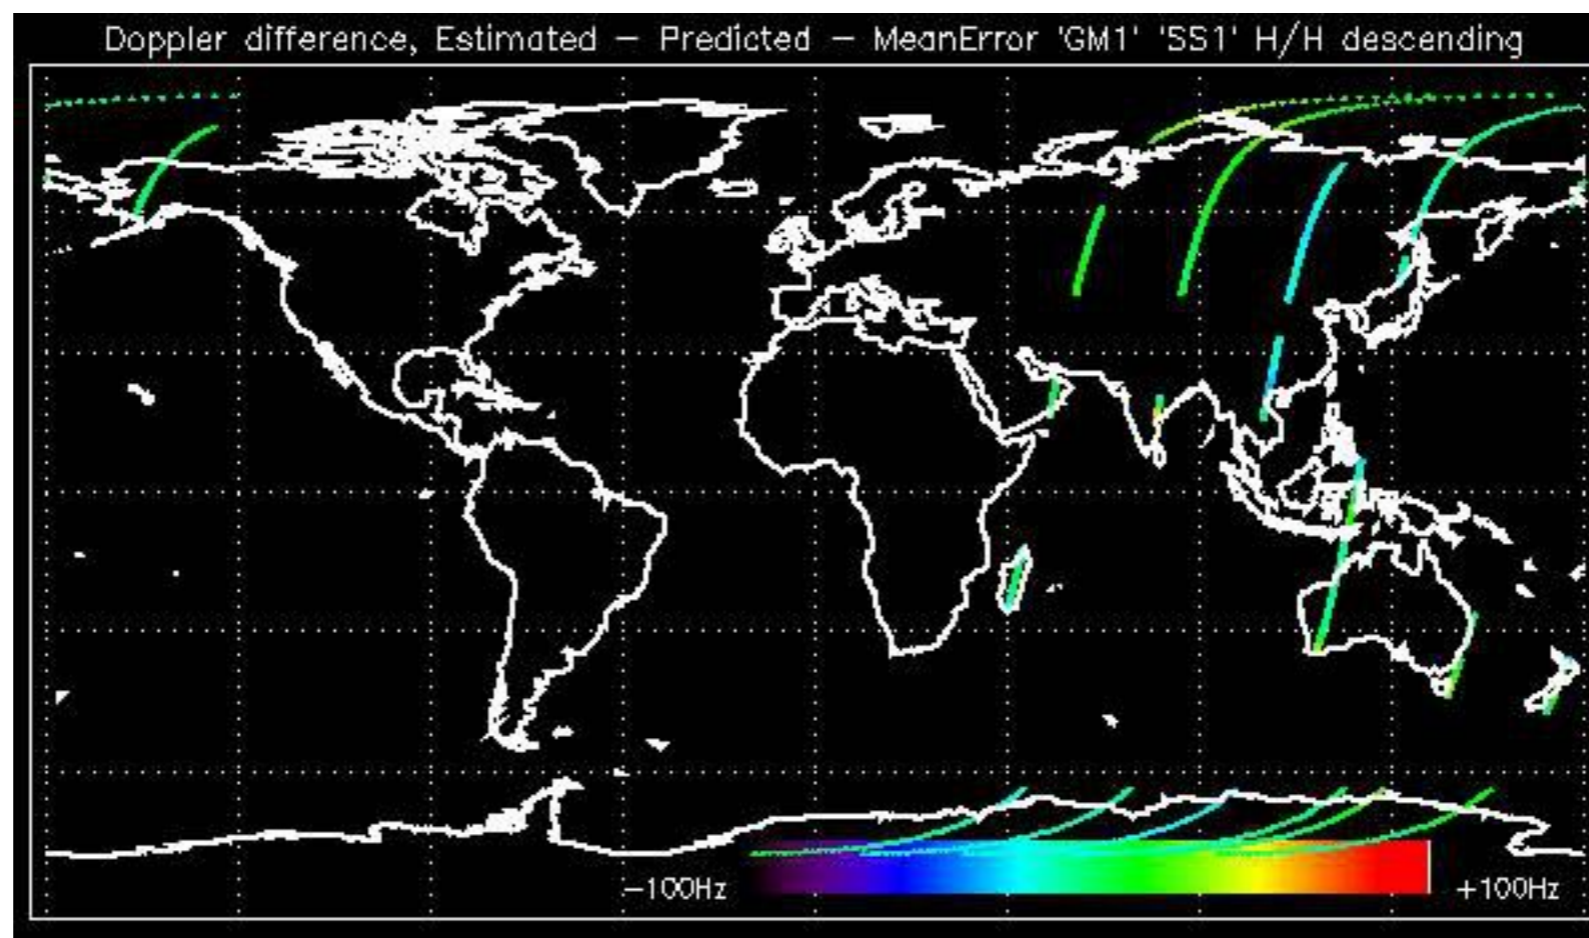 Doppler difference, Estimated – Predicted – MeanError 'GM1' 'SS1' H/H descending
–100Hz
+100Hz